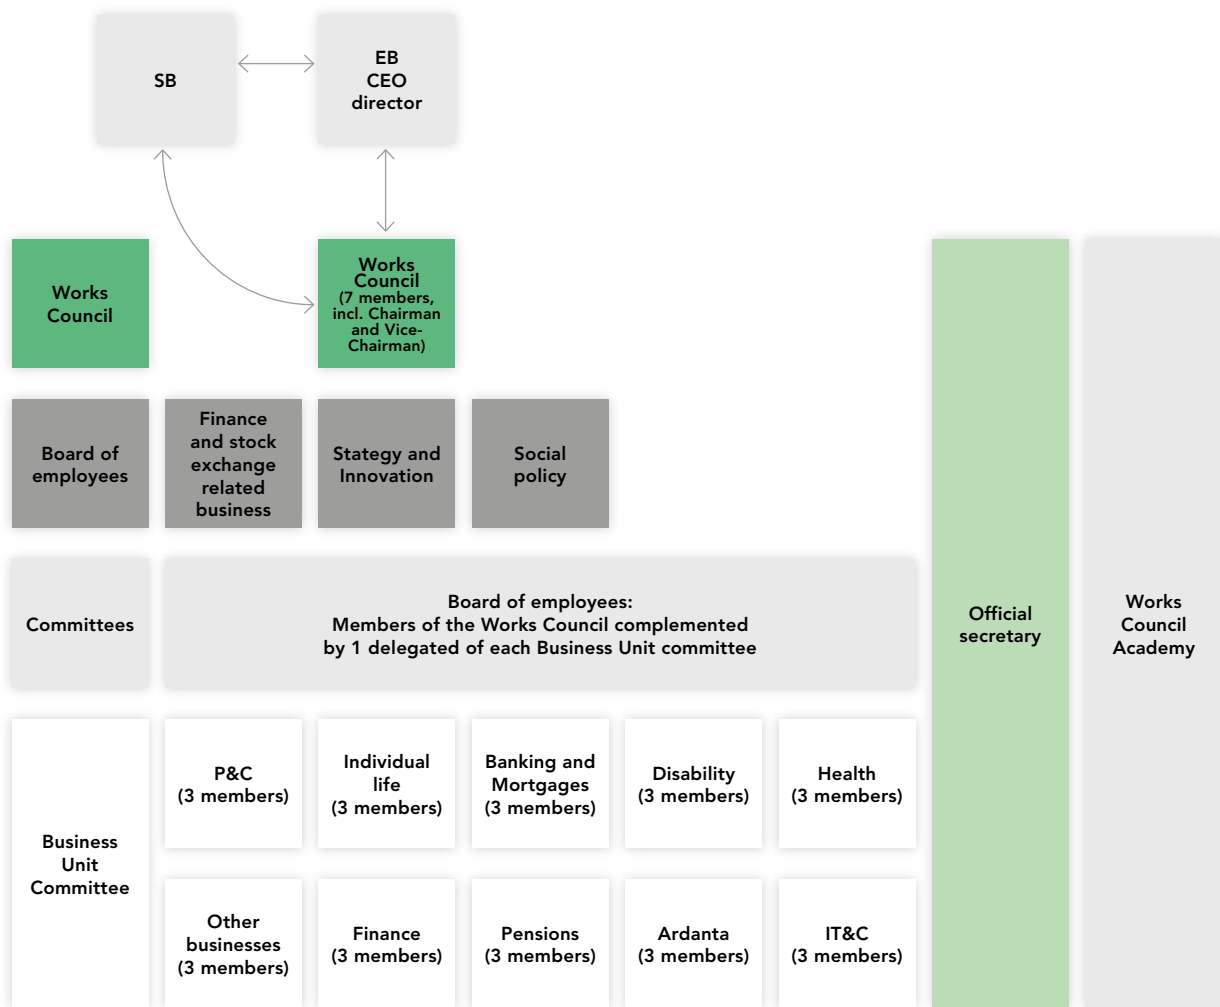 SB
EB
CEO
director
Works
Council
Works
Council
(7 members,
incl. Chairman
and Vice-
Chairman)
Board of
employees
Finance
and stock
exchange
related
business
Stategy and
Innovation
Social
policy
Committees
Board of employees:
Members of the Works Council complemented
by 1 delegated of each Business Unit committee
Official
secretary
Works
Council
Academy
Business
Unit
Committee
P&C
(3 members)
Individual
life
(3 members)
Banking and
Mortgages
(3 members)
Disability
(3 members)
Health
(3 members)
Other
businesses
(3 members)
Finance
(3 members)
Pensions
(3 members)
Ardanta
(3 members)
IT&C
(3 members)